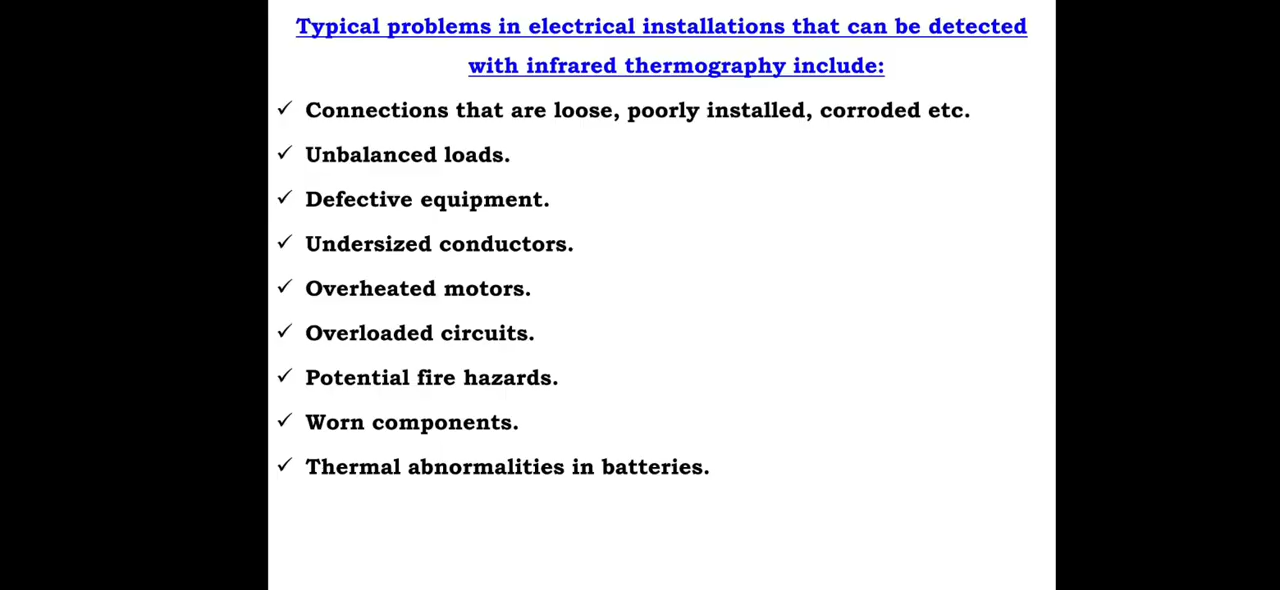 Typical problems in electrical installations that can be detected
with infrared thermography include:
✓ Connections that are loose, poorly installed, corroded etc.
✓ Unbalanced loads.
✓ Defective equipment.
✓ Undersized conductors.
✓ Overheated motors.
✓ Overloaded circuits.
✓ Potential fire hazards.
✓ Worn components.
✓ Thermal abnormalities in batteries.